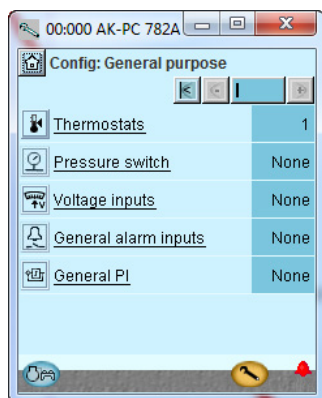 00:000 AK-PC 782A
Config: General purpose
Thermostats 1
Pressure switch None
Voltage inputs None
General alarm inputs None
General PI None